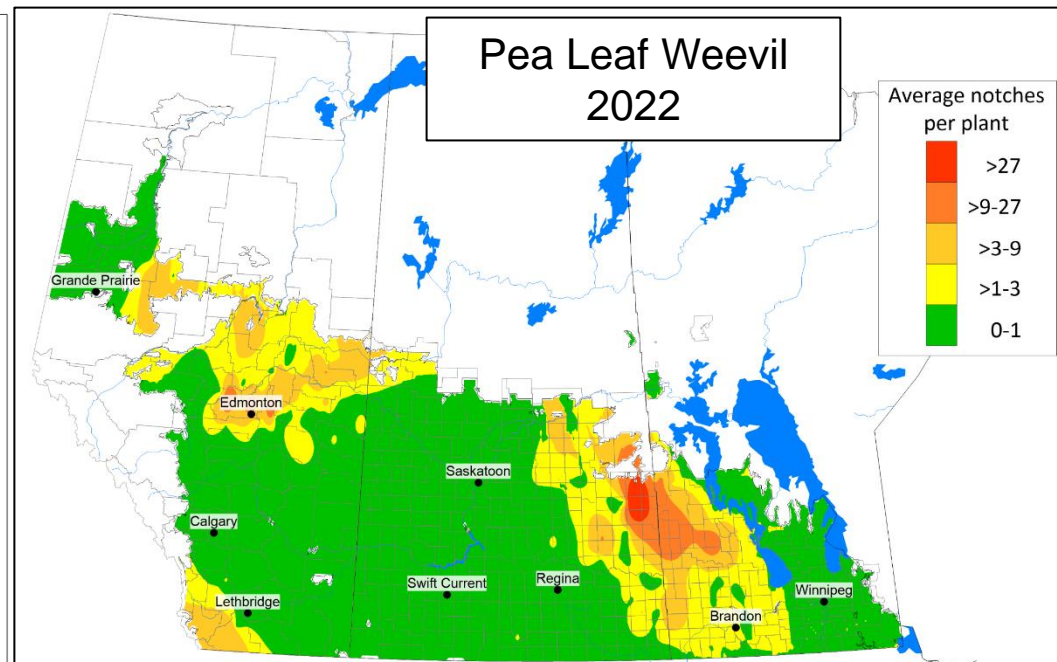 Pea Leaf Weevil
2022
Average notches
per plant
>27
>9-27
>3-9
>1-3
0-1
Grande Prairie
Edmonton
Saskatoon
Calgary
Swift Current
Regina
Lethbridge
Winnipeg
Brandon